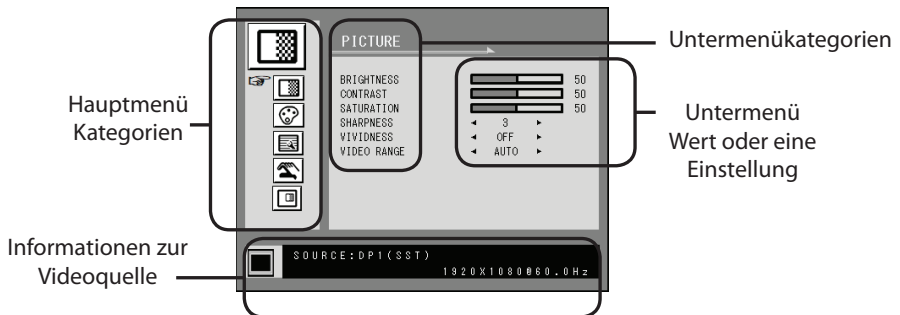 PICTURE
Untermenükategorien
BRIGHTNESS 50
CONTRAST 50
SATURATION 50
SHARPNESS 3
VIVIDNESS OFF
VIDEO RANGE AUTO
Hauptmenü
Kategorien
Untermenü
Wert oder eine
Einstellung
Informationen zur
Videoquelle
SOURCE:DP1(SST)
1920X1080@60.0Hz